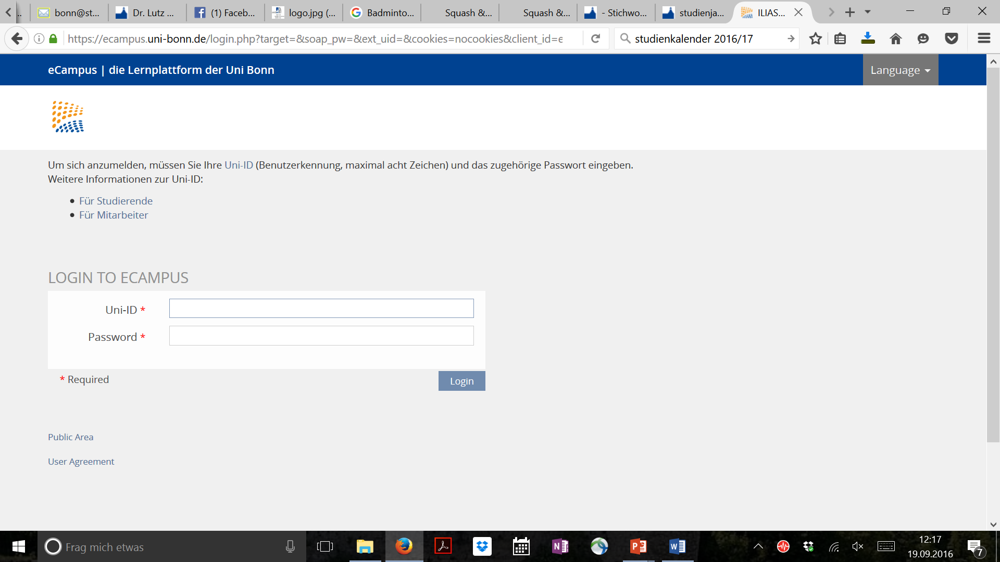 bonn@st...
Dr. Lutz ...
(1) Faceb...
logo.jpg (...
Badminto...
Squash &...
Squash &...
- Stichwo...
studienja...
ILIAS...
https://ecampus.uni-bonn.de/login.php?target=&soap_pw=&ext_uid=&cookies=nocookies&client_id=e
studienkalender 2016/17
eCampus | die Lernplattform der Uni Bonn
Language
Um sich anzumelden, müssen Sie Ihre Uni-ID (Benutzerkennung, maximal acht Zeichen) und das zugehörige Passwort eingeben.
Weitere Informationen zur Uni-ID:
Für Studierende
Für Mitarbeiter
LOGIN TO ECAMPUS
Uni-ID *
Password *
* Required
Login
Public Area
User Agreement
Frag mich etwas
12:17
19.09.2016
7